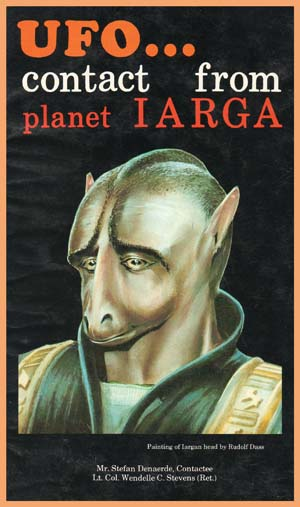 UFO...
contact from
planet IARGA
Painting of Iargan head by Rudolf Dass
Mr. Stefan Denaerde, Contactee
Lt. Col. Wendelle C. Stevens (Ret.)